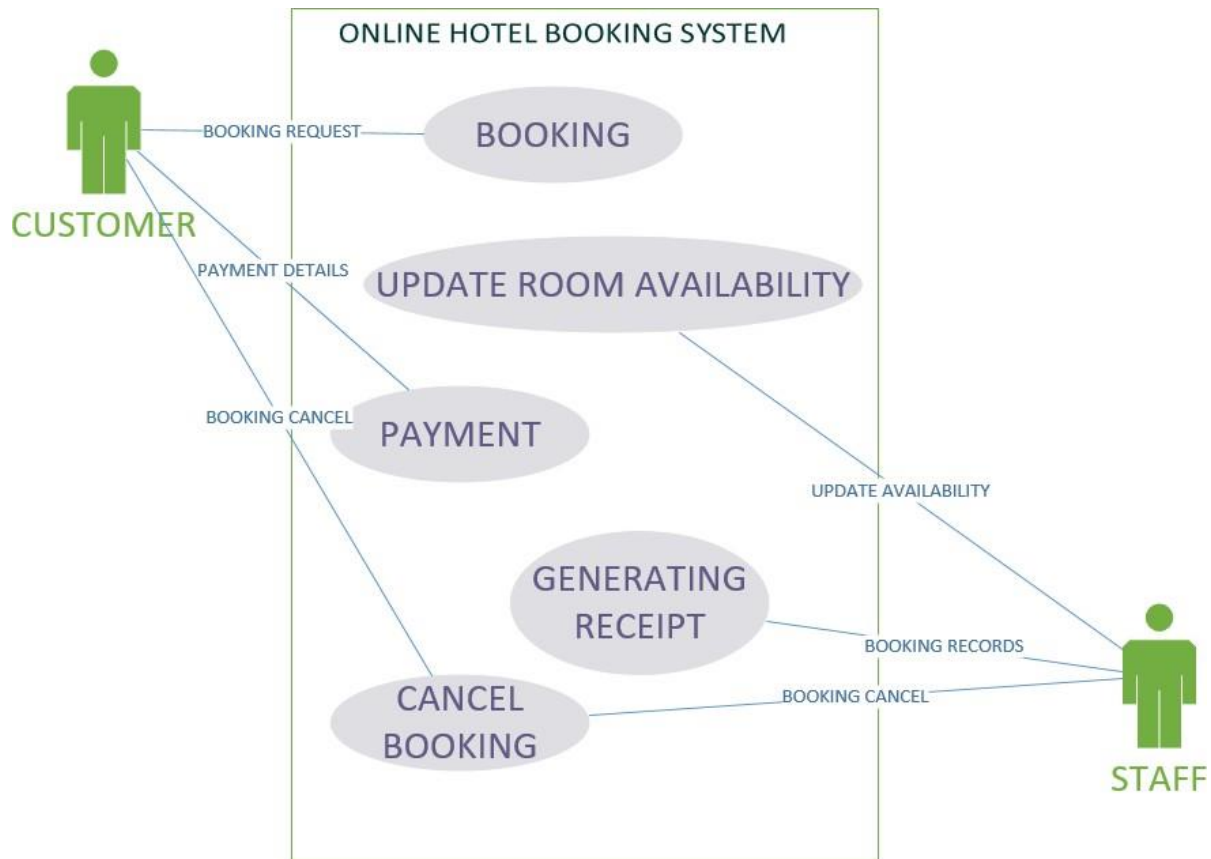 ONLINE HOTEL BOOKING SYSTEM
BOOKING REQUEST
BOOKING
CUSTOMER
PAYMENT DETAILS
UPDATE ROOM AVAILABILITY
BOOKING CANCEL
PAYMENT
UPDATE AVAILABILITY
GENERATING
RECEIPT
BOOKING RECORDS
BOOKING CANCEL
CANCEL
BOOKING
STAFF